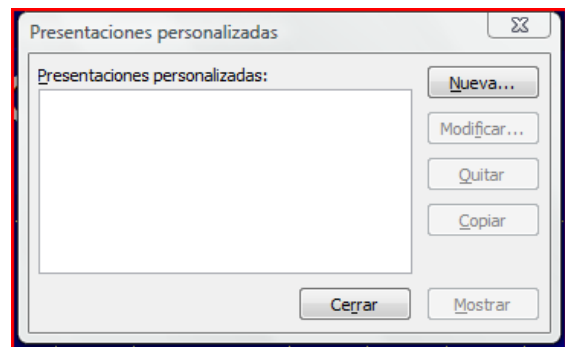 Presentaciones personalizadas
Presentaciones personalizadas:
Nueva...
Modificar...
Quitar
Copiar
Cerrar
Mostrar